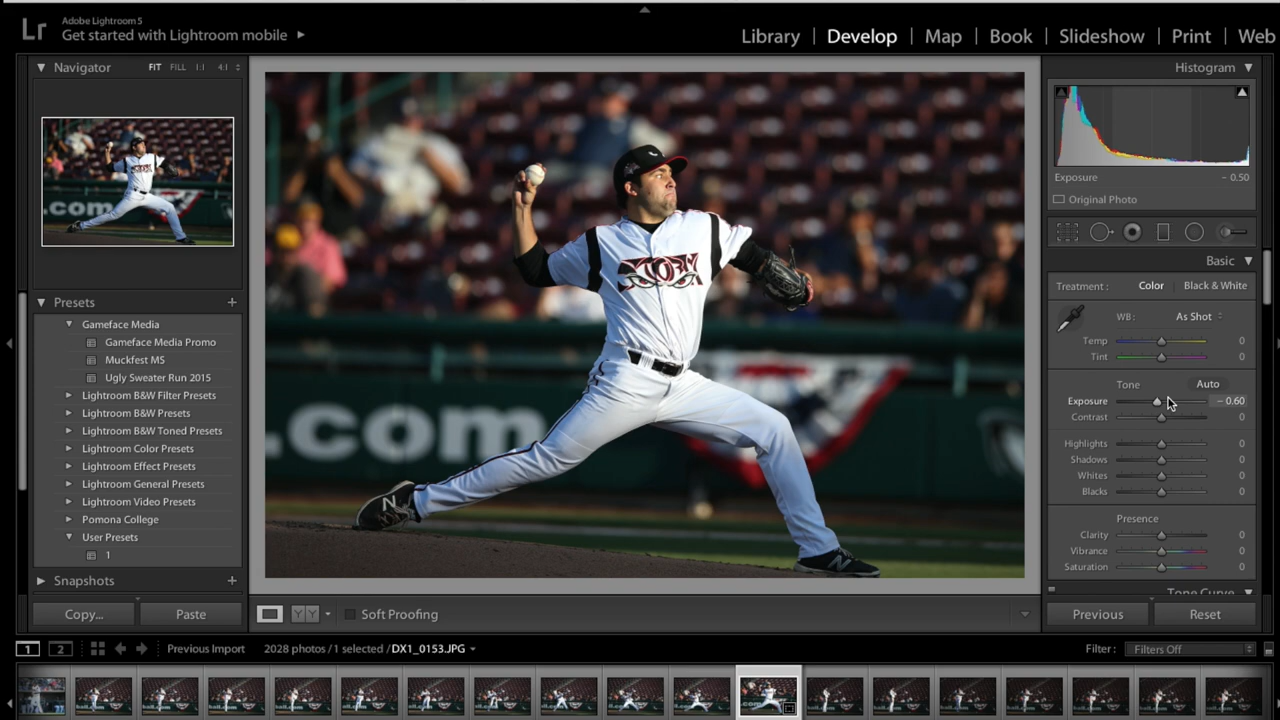 Adobe Lightroom 5
Get started with Lightroom mobile
Library | Develop | Map | Book | Slideshow | Print | Web
Navigator FIT FILL 1:1 4:1
Histogram
Exposure – 0.50
Original Photo
Basic
Treatment : Color Black & White
WB : As Shot
Temp 0
Tint 0
Tone Auto
Exposure – 0.60
Contrast 0
Highlights 0
Shadows 0
Whites 0
Blacks 0
Presence
Clarity 0
Vibrance 0
Saturation 0
Tone Curve
Previous Reset
Presets
Gameface Media
Gameface Media Promo
Muckfest MS
Ugly Sweater Run 2015
Lightroom B&W Filter Presets
Lightroom B&W Presets
Lightroom B&W Toned Presets
Lightroom Color Presets
Lightroom Effect Presets
Lightroom General Presets
Lightroom Video Presets
Pomona College
User Presets
1
Snapshots
Copy... Paste
STORM
.com
N
Soft Proofing
1 2 Previous Import 2028 photos / 1 selected / DX1_0153.JPG
Filter : Filters Off